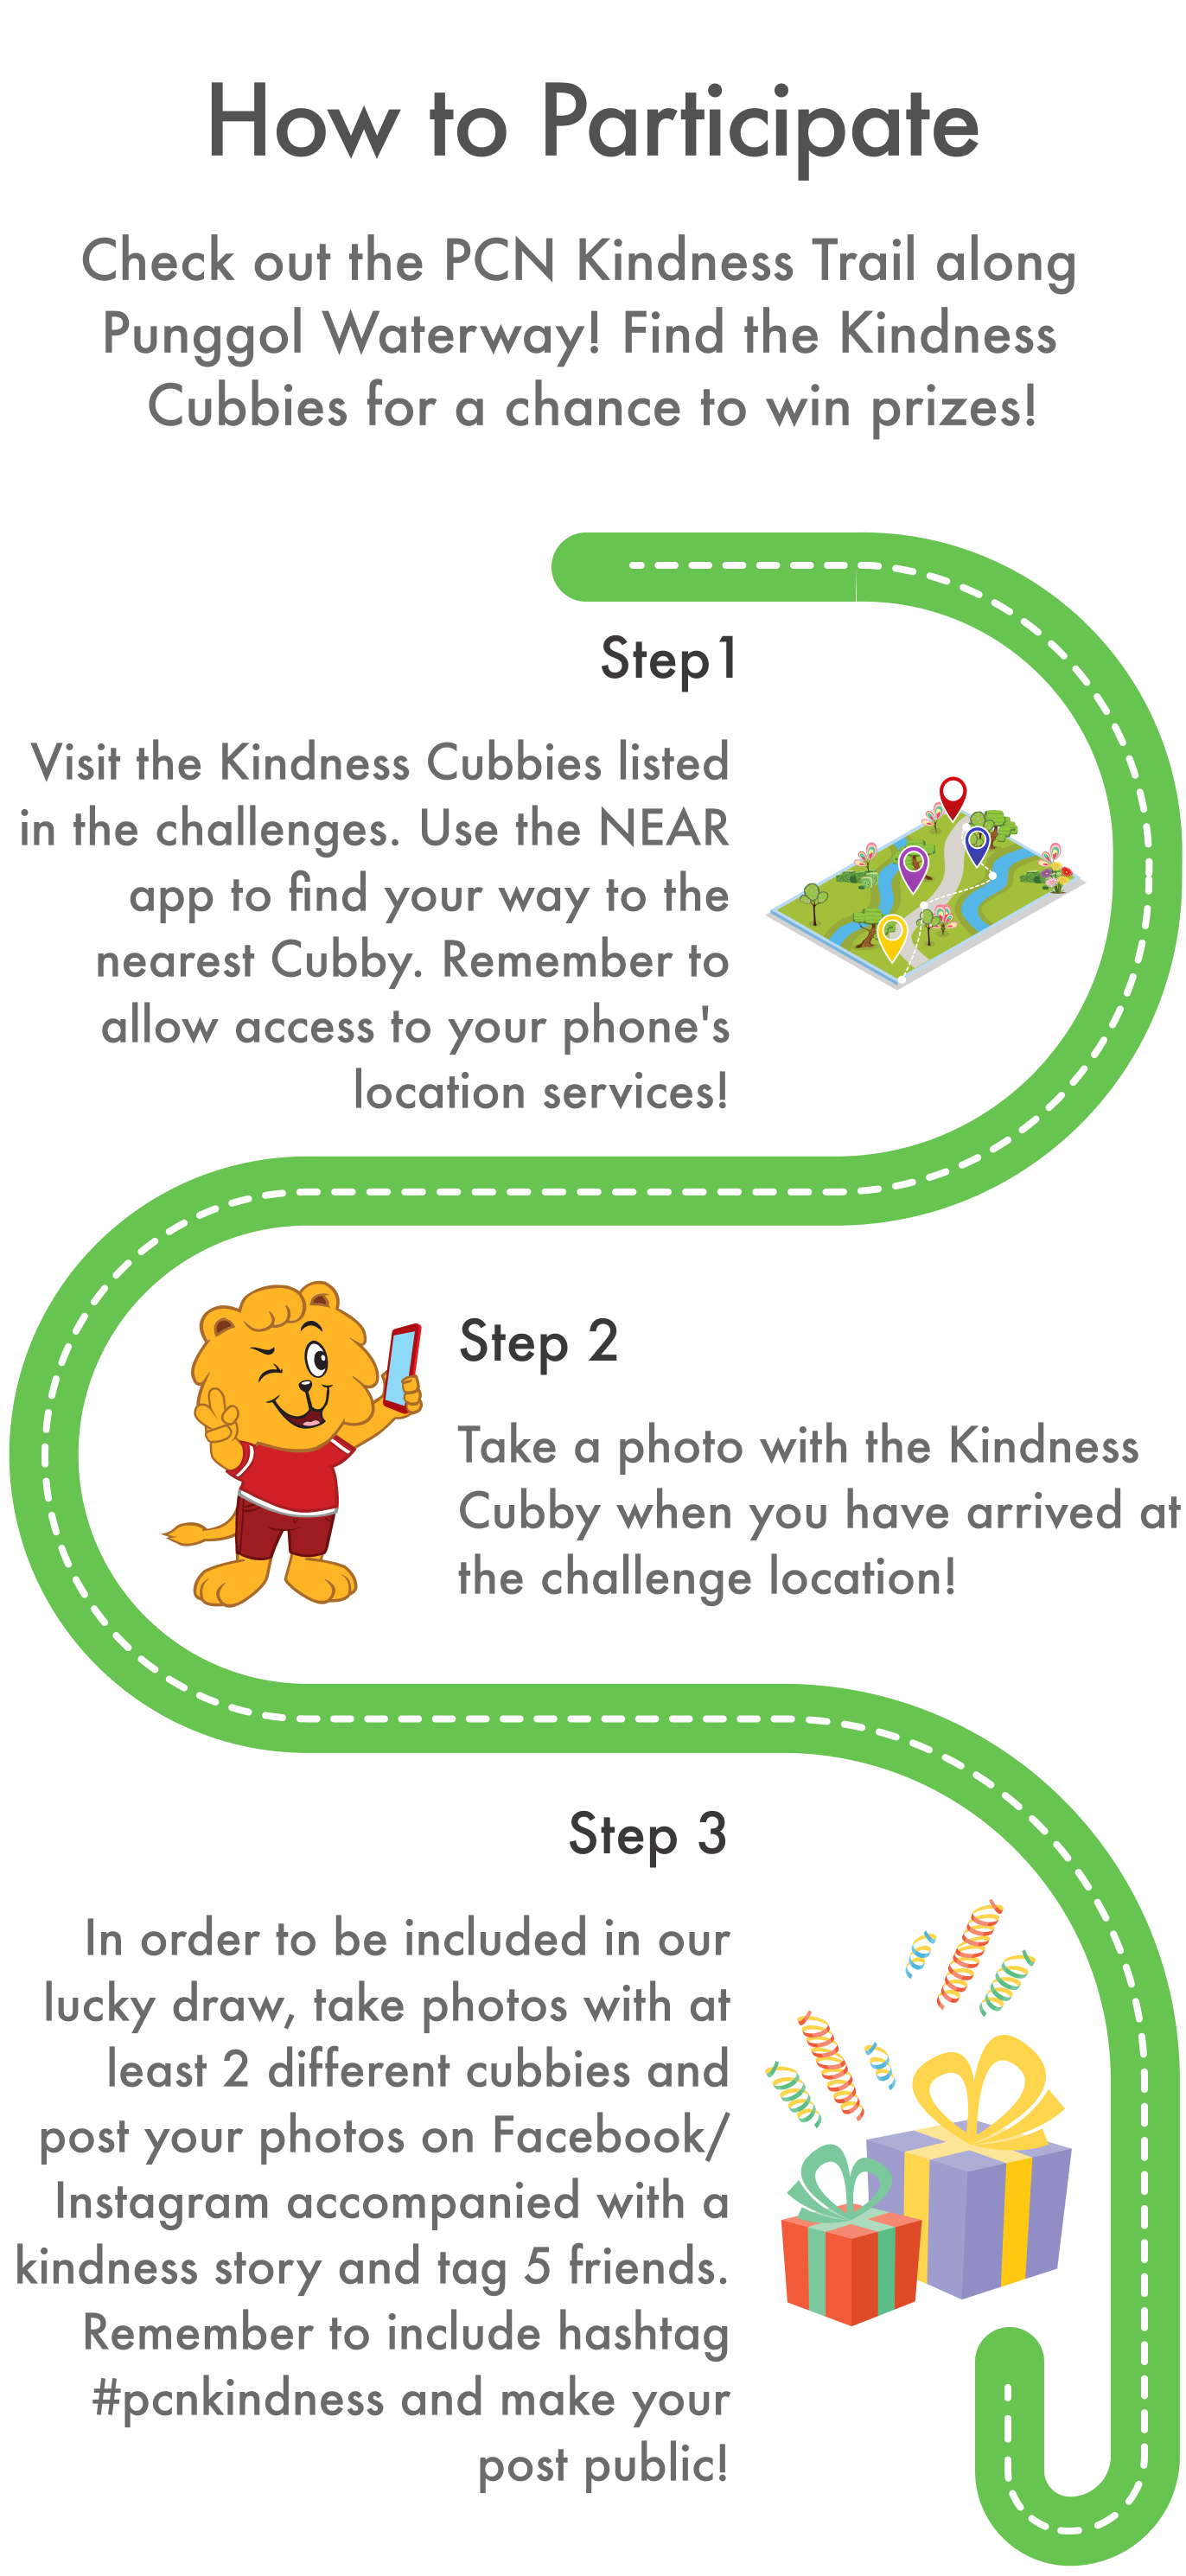 How to Participate
Check out the PCN Kindness Trail along
Punggol Waterway! Find the Kindness
Cubbies for a chance to win prizes!
Step1
Visit the Kindness Cubbies listed
in the challenges. Use the NEAR
app to find your way to the
nearest Cubby. Remember to
allow access to your phone's
location services!
Step 2
Take a photo with the Kindness
Cubby when you have arrived at
the challenge location!
Step 3
In order to be included in our
lucky draw, take photos with at
least 2 different cubbies and
post your photos on Facebook/
Instagram accompanied with a
kindness story and tag 5 friends.
Remember to include hashtag
#pcnkindness and make your
post public!